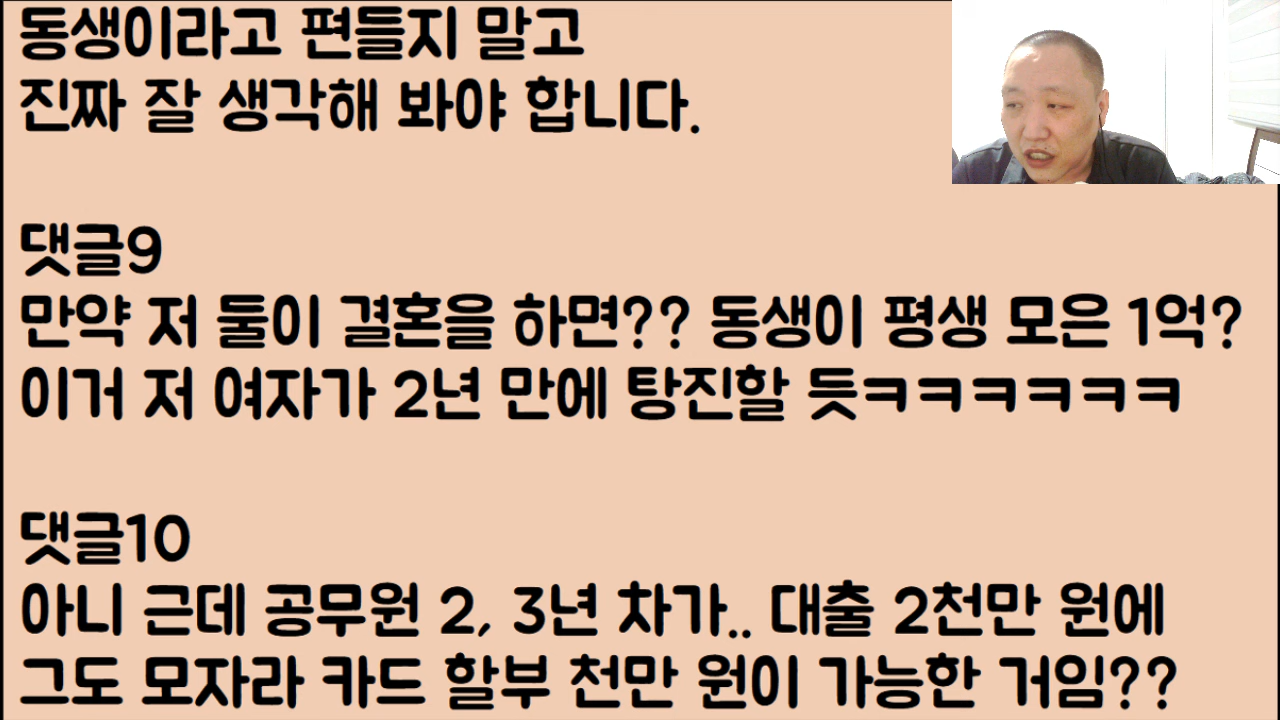 동생이라고 편들지 말고
진짜 잘 생각해 봐야 합니다.
댓글9
만약 저 둘이 결혼을 하면?? 동생이 평생 모은 1억?
이거 저 여자가 2년 만에 탕진할 듯ㅋㅋㅋㅋㅋㅋ
댓글10
아니 근데 공무원 2, 3년 차가.. 대출 2천만 원에
그도 모자라 카드 할부 천만 원이 가능한 거임??